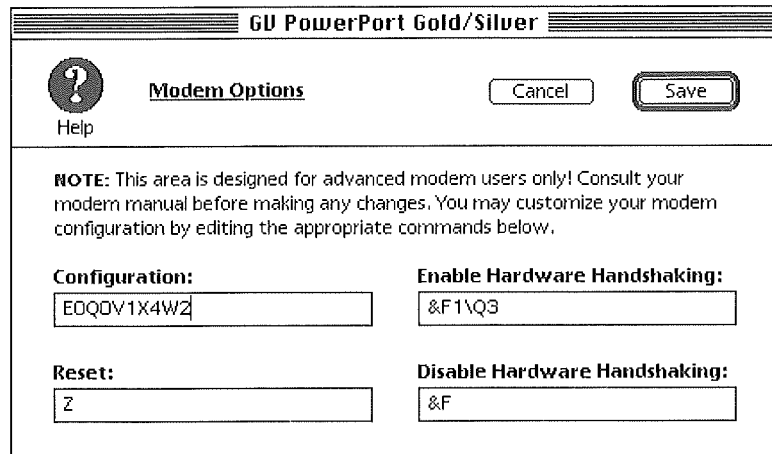 GV PowerPort Gold/Silver
?
Modem Options
Cancel
Save
Help
NOTE: This area is designed for advanced modem users only! Consult your
modem manual before making any changes. You may customize your modem
configuration by editing the appropriate commands below.
Configuration:
Enable Hardware Handshaking:
E0Q0V1X4W2
&F1\Q3
Reset:
Disable Hardware Handshaking:
Z
&F